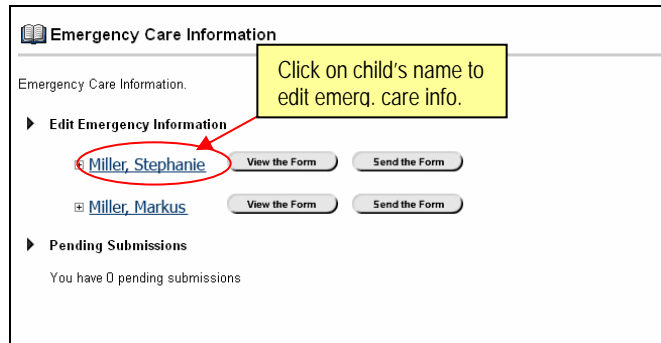 Emergency Care Information
Click on child's name to
edit emerg. care info.
Emergency Care Information.
Edit Emergency Information
Miller, Stephanie View the Form Send the Form
Miller, Markus View the Form Send the Form
Pending Submissions
You have 0 pending submissions